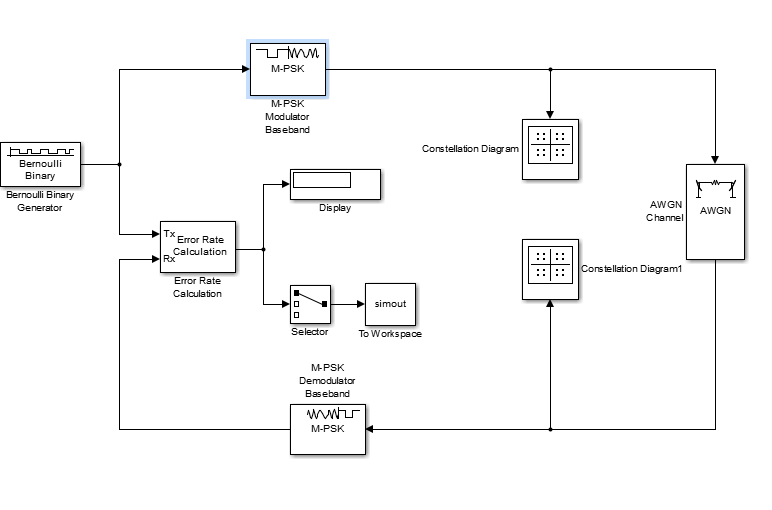 M-PSK
M-PSK
Modulator
Baseband
Bernoulli
Binary
Bernoulli Binary
Generator
Constellation Diagram
AWGN
Channel
AWGN
Display
Tx
Rx
Error Rate
Calculation
Error Rate
Calculation
Constellation Diagram1
simout
Selector
To Workspace
M-PSK
Demodulator
Baseband
M-PSK